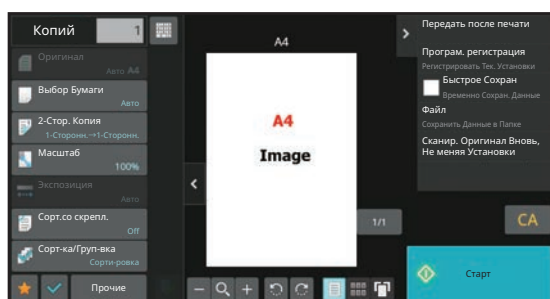 Копий 1
Оригинал
Авто A4
Выбор Бумаги
Авто
2-Стор. Копия
1-Сторонн.→1-Сторонн.
Масштаб
100%
Экспозиция
Авто
Сорт.со скрепл.
Off
Сорт-ка/Груп-вка
Сорти-ровка
Прочие
A4
A4
Image
1/1
Передать после печати
Програм. регистрация
Регистрировать Тек. Установки
Быстрое Сохран
Временно Сохран. Данные
Файл
Сохранить Данные в Папке
Сканир. Оригинал Вновь,
Не меняя Установки
CA
Старт